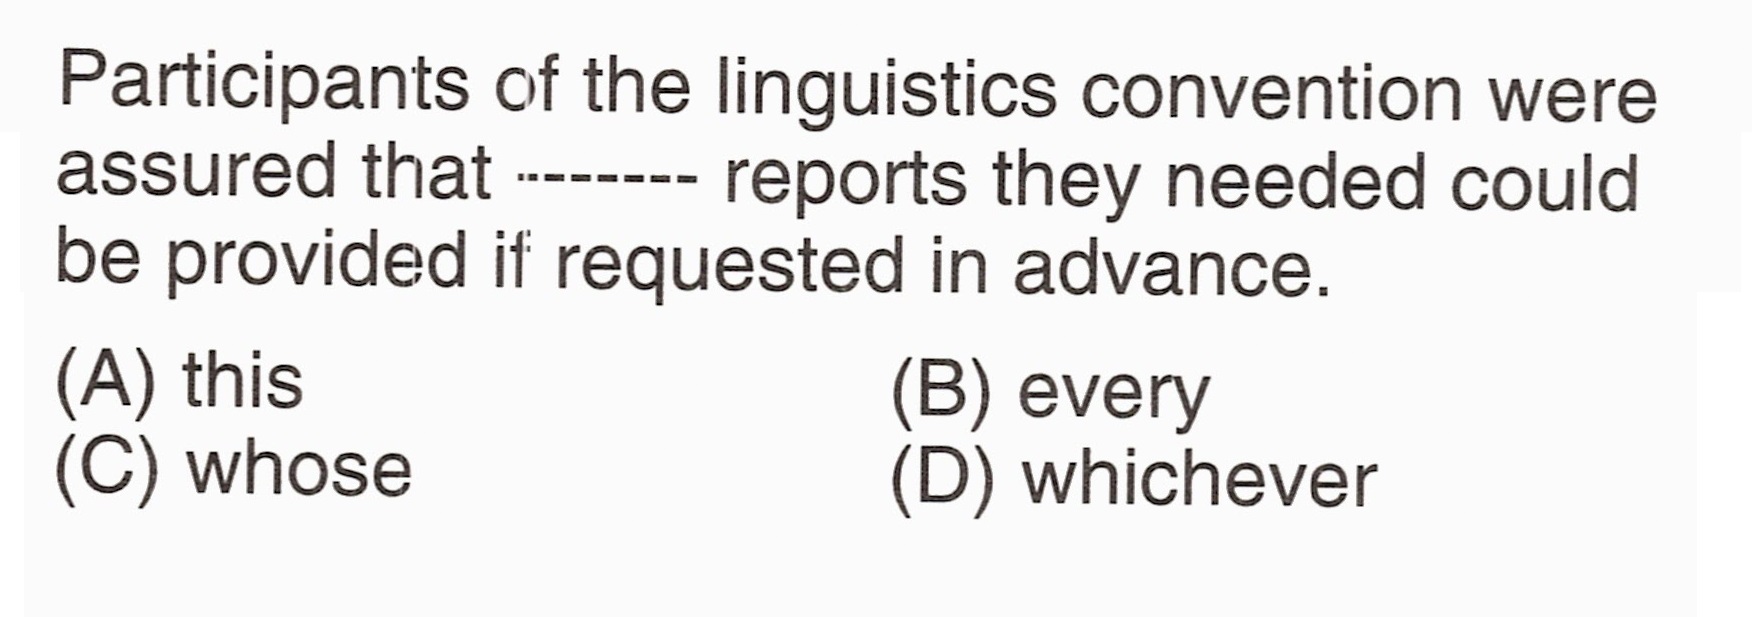 Participants of the linguistics convention were
assured that -------- reports they needed could
be provided if requested in advance.
(A) this (B) every
(C) whose (D) whichever